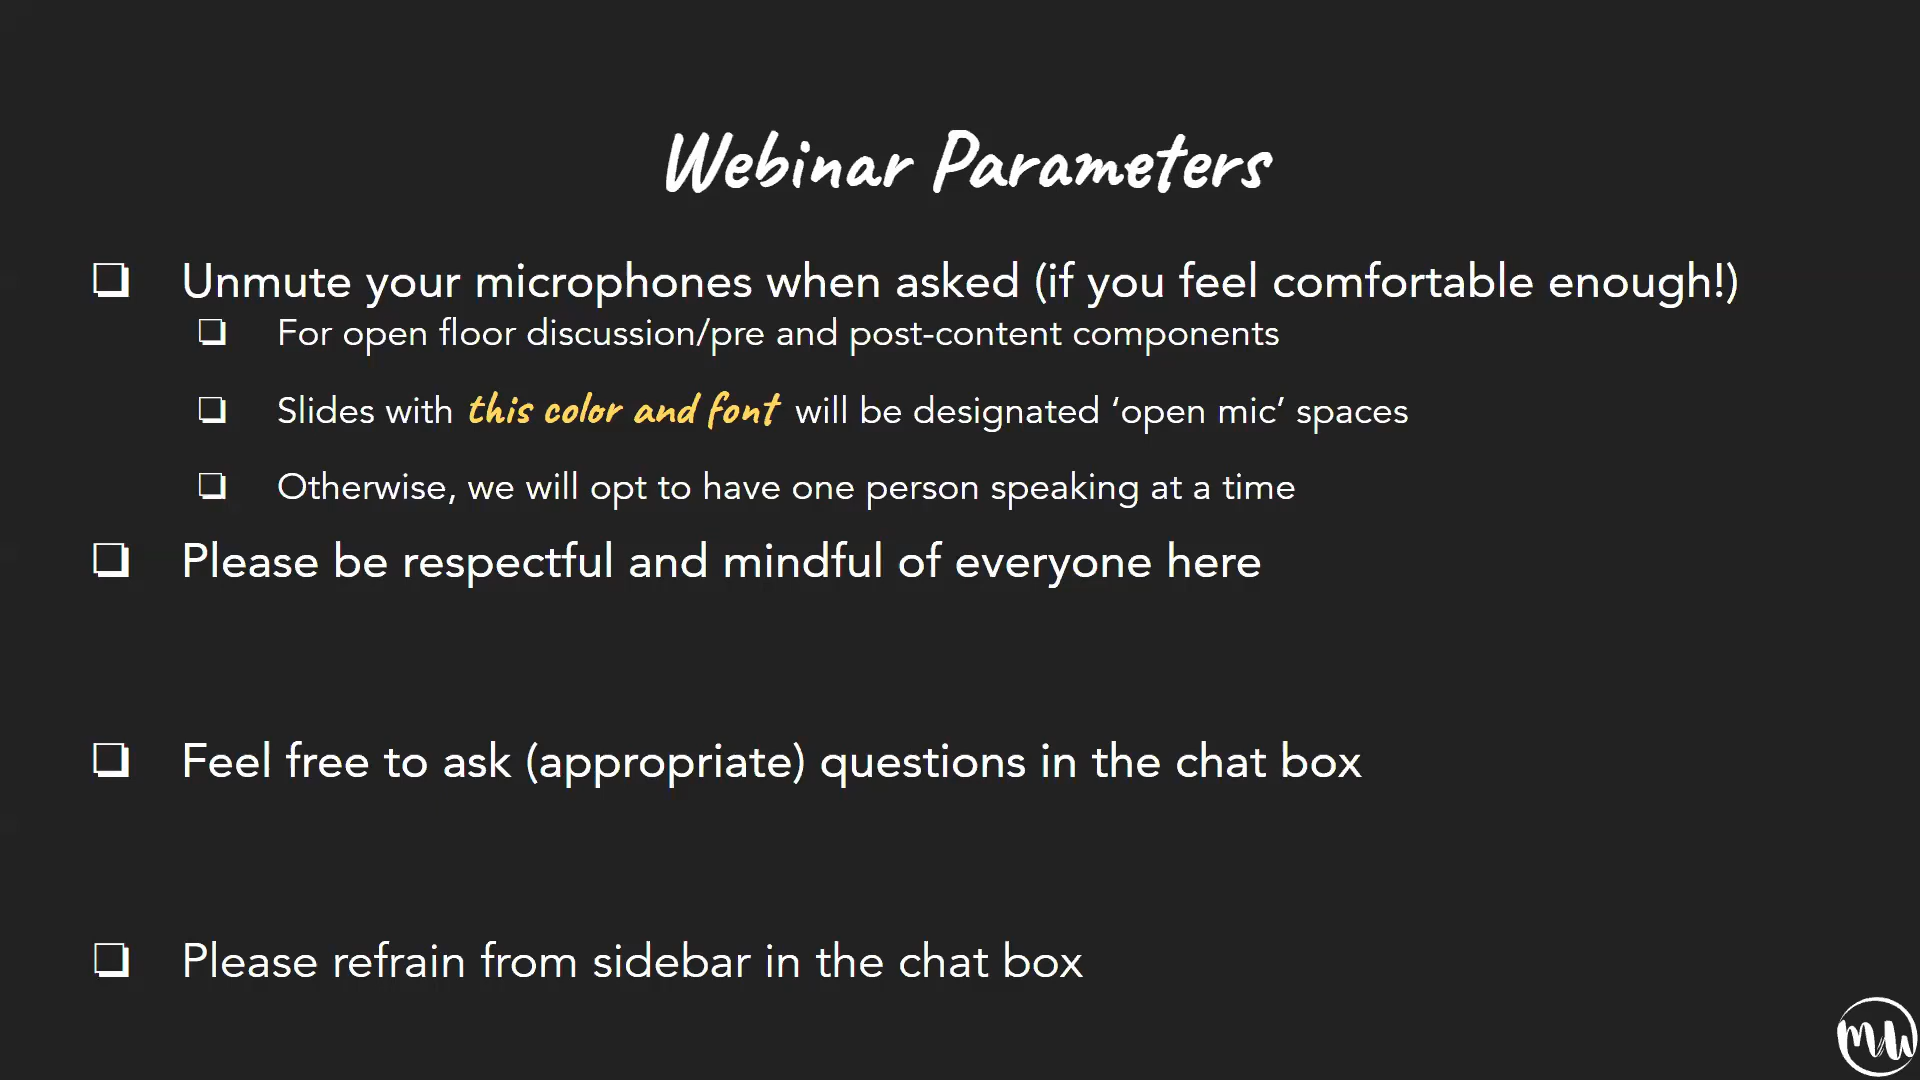 Webinar Parameters
❏ Unmute your microphones when asked (if you feel comfortable enough!)
❏ For open floor discussion/pre and post-content components
❏ Slides with this color and font will be designated ‘open mic’ spaces
❏ Otherwise, we will opt to have one person speaking at a time
❏ Please be respectful and mindful of everyone here
❏ Feel free to ask (appropriate) questions in the chat box
❏ Please refrain from sidebar in the chat box
MW